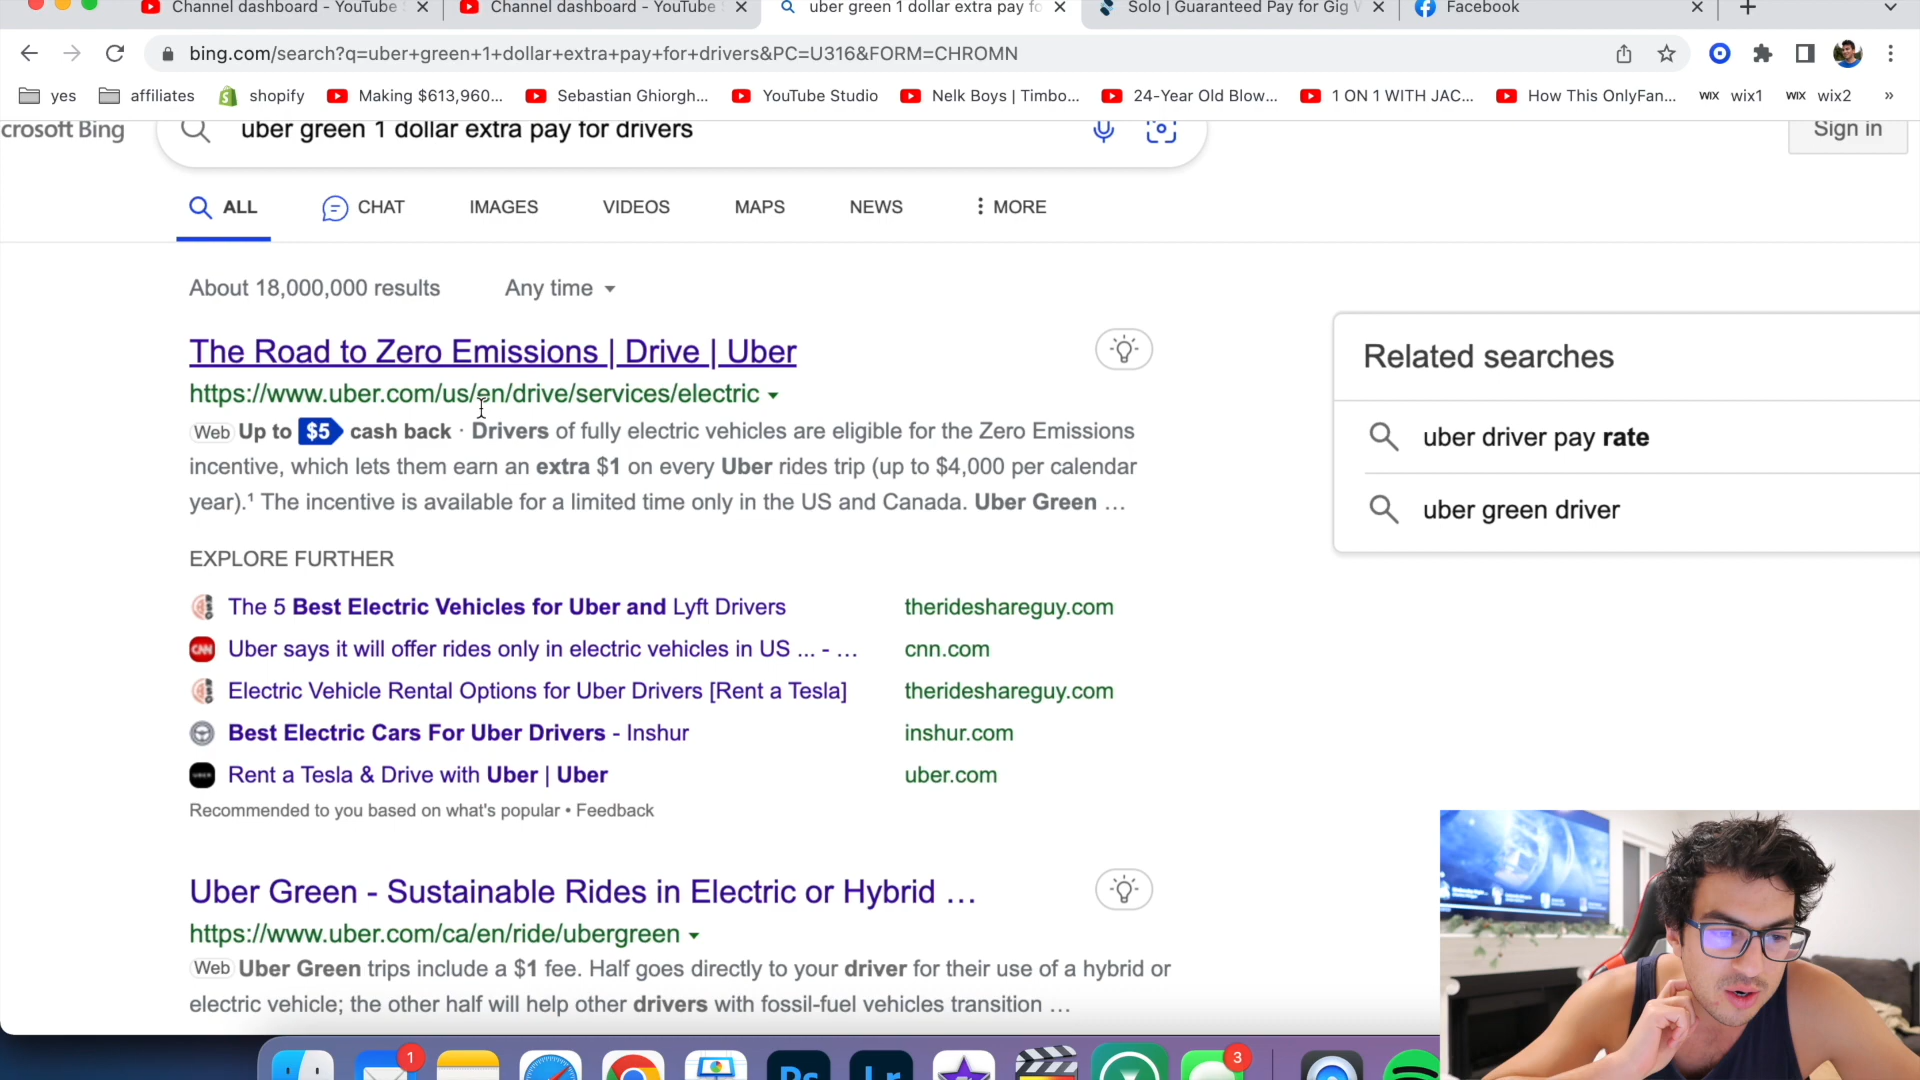 Channel dashboard - YouTube
Channel dashboard - YouTube
uber green 1 dollar extra pay fo
Solo | Guaranteed Pay for Gig W
Facebook
bing.com/search?q=uber+green+1+dollar+extra+pay+for+drivers&PC=U316&FORM=CHROMN
yes
affiliates
shopify
Making $613,960...
Sebastian Ghiorgh...
YouTube Studio
Nelk Boys | Timbo...
24-Year Old Blow...
1 ON 1 WITH JAC...
How This OnlyFan...
WIX wix1
WIX wix2
»
crosoft Bing
uber green 1 dollar extra pay for drivers
Sign in
ALL
CHAT
IMAGES
VIDEOS
MAPS
NEWS
MORE
About 18,000,000 results
Any time
The Road to Zero Emissions | Drive | Uber
https://www.uber.com/us/en/drive/services/electric
Web Up to $5 cash back · Drivers of fully electric vehicles are eligible for the Zero Emissions
incentive, which lets them earn an extra $1 on every Uber rides trip (up to $4,000 per calendar
year).¹ The incentive is available for a limited time only in the US and Canada. Uber Green ...
Related searches
uber driver pay rate
uber green driver
EXPLORE FURTHER
The 5 Best Electric Vehicles for Uber and Lyft Drivers
theridershareguy.com
CNN Uber says it will offer rides only in electric vehicles in US ... - ...
cnn.com
Electric Vehicle Rental Options for Uber Drivers [Rent a Tesla]
therideshareguy.com
Best Electric Cars For Uber Drivers - Inshur
inshur.com
Rent a Tesla & Drive with Uber | Uber
uber.com
Recommended to you based on what's popular • Feedback
Uber Green - Sustainable Rides in Electric or Hybrid ...
https://www.uber.com/ca/en/ride/ubergreen
Web Uber Green trips include a $1 fee. Half goes directly to your driver for their use of a hybrid or
electric vehicle; the other half will help other drivers with fossil-fuel vehicles transition ...
1
Ps
Lr
3